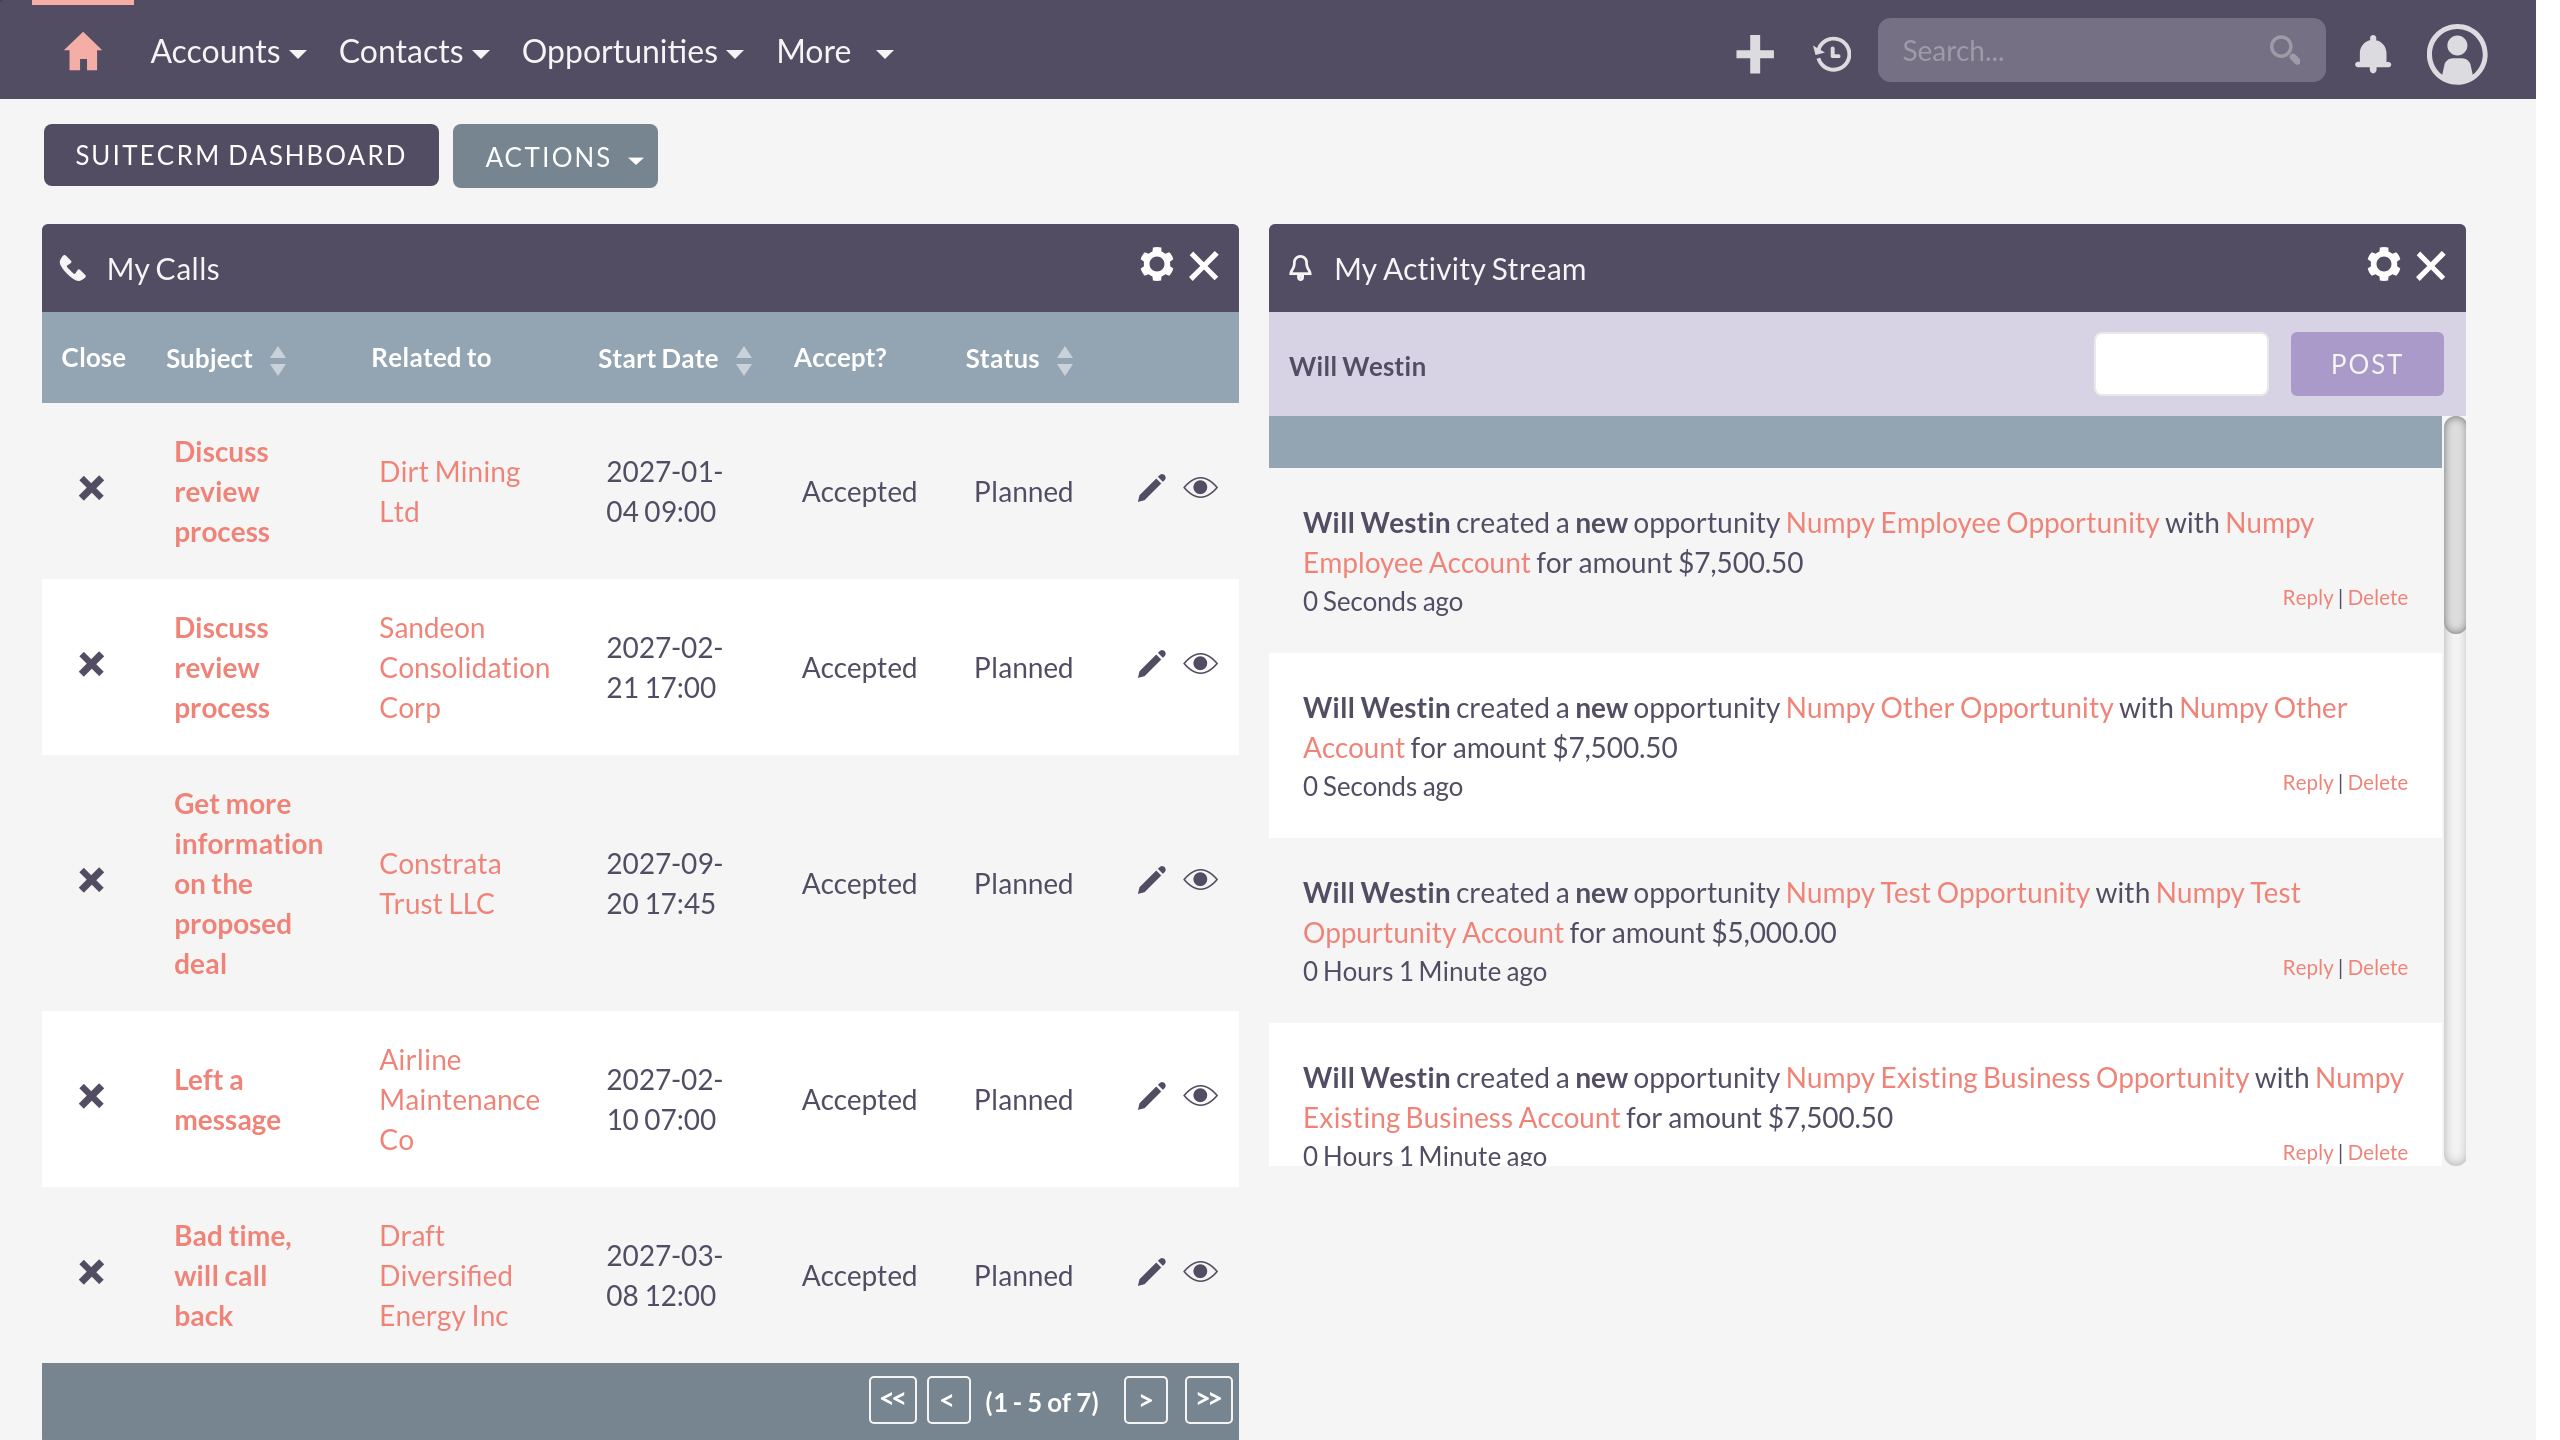 Accounts Contacts Opportunities More Search...
SUITECRM DASHBOARD ACTIONS
My Calls
Close Subject Related to Start Date Accept? Status
Discuss
review
process
Dirt Mining
Ltd
2027-01-
04 09:00
Accepted
Planned
Discuss
review
process
Sandeon
Consolidation
Corp
2027-02-
21 17:00
Accepted
Planned
Get more
information
on the
proposed
deal
Constrata
Trust LLC
2027-09-
20 17:45
Accepted
Planned
Left a
message
Airline
Maintenance
Co
2027-02-
10 07:00
Accepted
Planned
Bad time,
will call
back
Draft
Diversified
Energy Inc
2027-03-
08 12:00
Accepted
Planned
<< < (1 - 5 of 7) > >>
My Activity Stream
Will Westin POST
Will Westin created a new opportunity Numpy Employee Opportunity with Numpy
Employee Account for amount $7,500.50
0 Seconds ago Reply | Delete
Will Westin created a new opportunity Numpy Other Opportunity with Numpy Other
Account for amount $7,500.50
0 Seconds ago Reply | Delete
Will Westin created a new opportunity Numpy Test Opportunity with Numpy Test
Oppurtunity Account for amount $5,000.00
0 Hours 1 Minute ago Reply | Delete
Will Westin created a new opportunity Numpy Existing Business Opportunity with Numpy
Existing Business Account for amount $7,500.50
0 Hours 1 Minute ago Reply | Delete